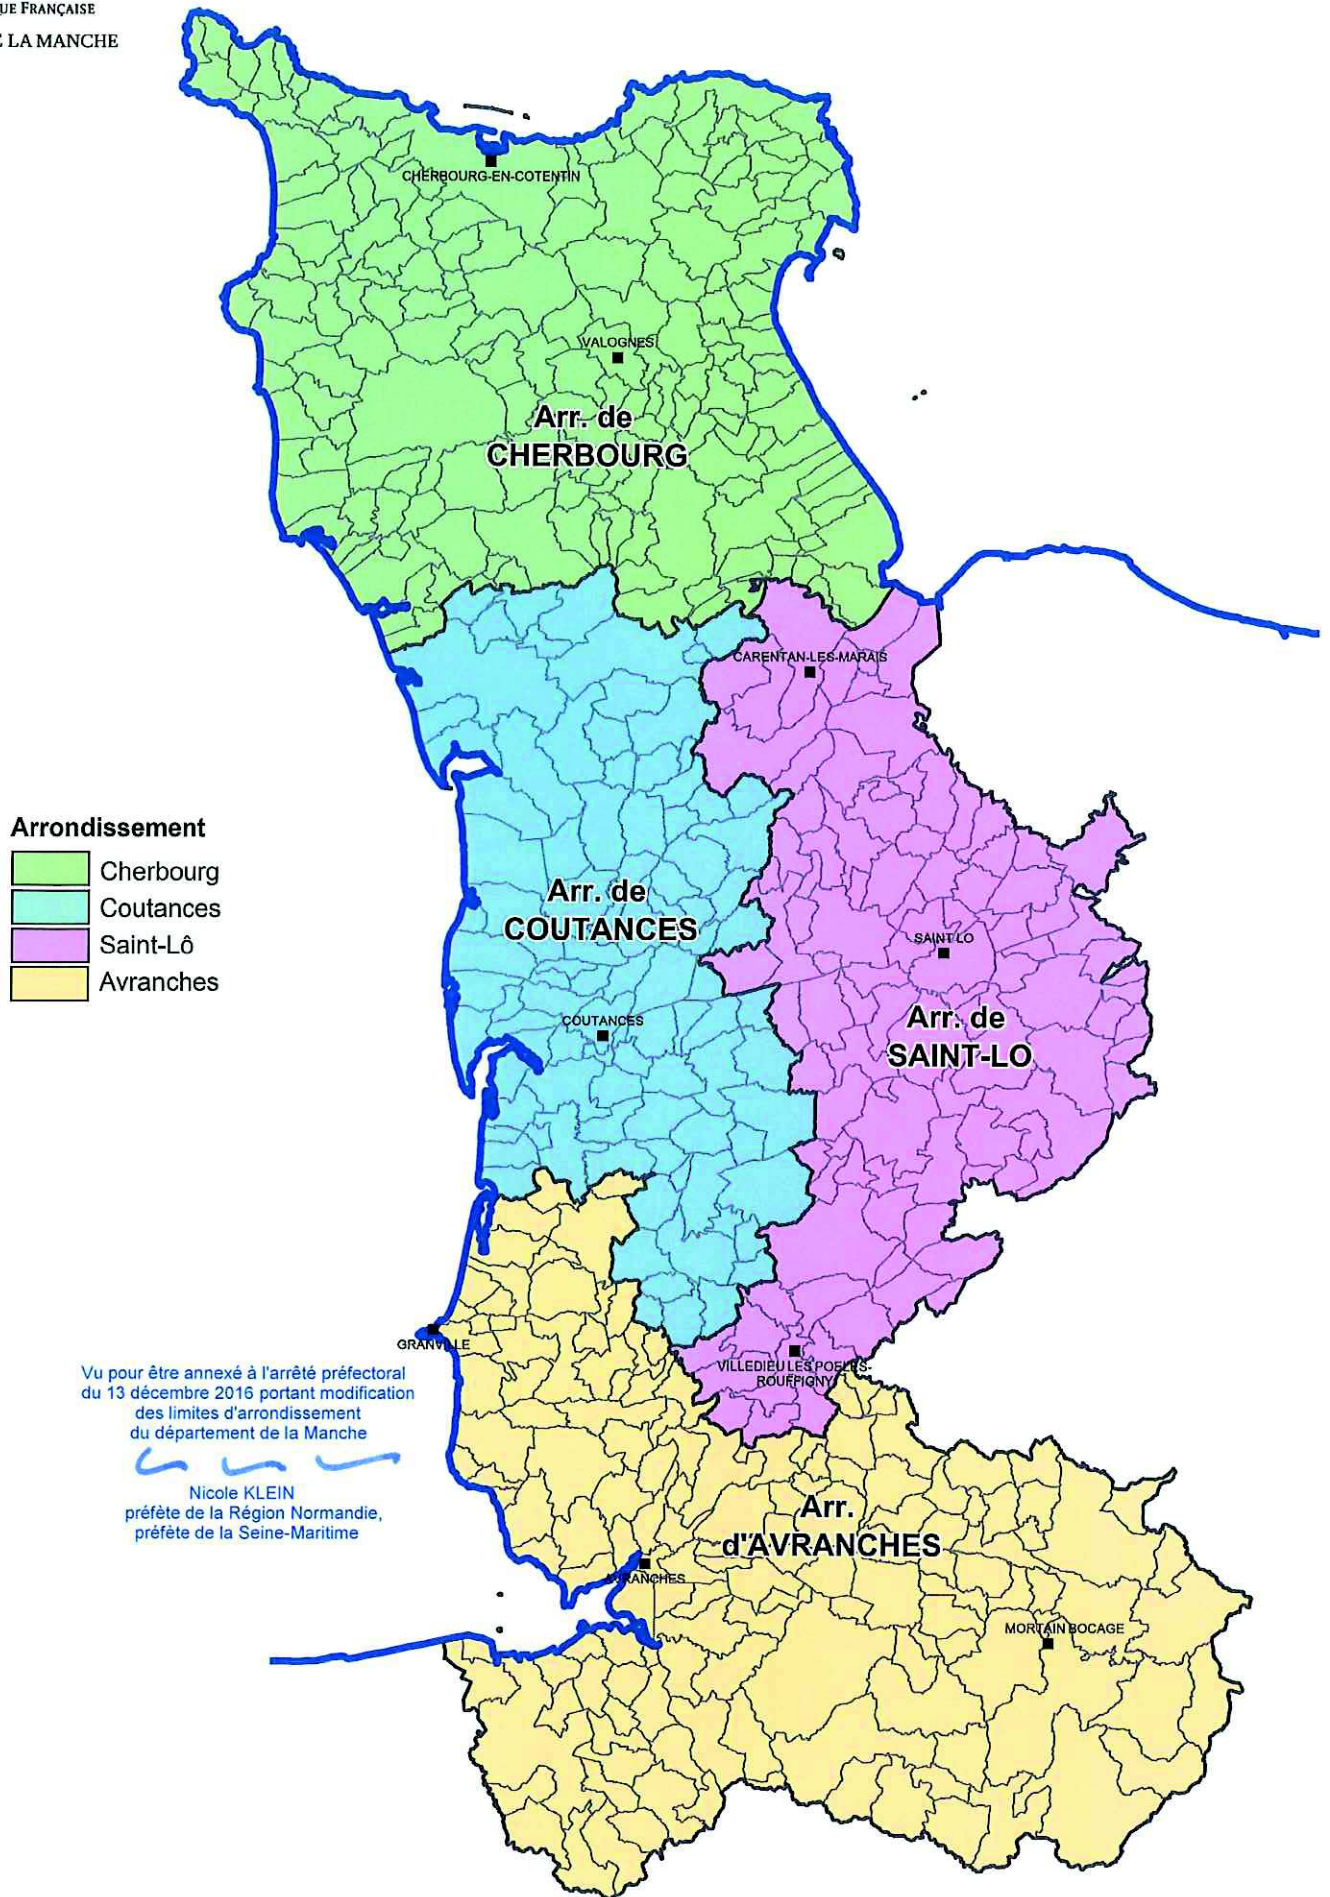 FRANÇAISE
LA MANCHE
CHERBOURG-EN-COTENTIN
VALOGNES
Arr. de
CHERBOURG
CARENTAN-LES-MARAIS
Arrondissement
Cherbourg
Coutances
Saint-Lô
Avranches
Arr. de
COUTANCES
SAINT LO
COUTANCES
Arr. de
SAINT-LO
GRANVILLE
VILLEDIEU LES POELES-
ROUFFIGNY
Vu pour être annexé à l'arrêté préfectoral
du 13 décembre 2016 portant modification
des limites d'arrondissement
du département de la Manche
Nicole KLEIN
préfète de la Région Normandie,
préfète de la Seine-Maritime
Arr.
d'AVRANCHES
AVRANCHES
MORTAIN BOCAGE